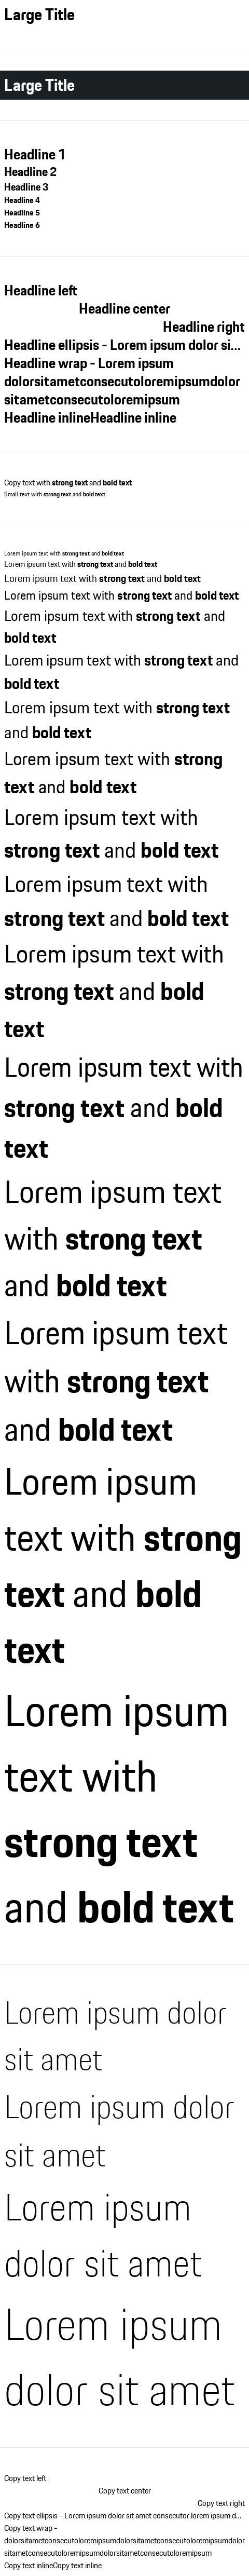 Large Title
Large Title
Headline 1
Headline 2
Headline 3
Headline 4
Headline 5
Headline 6
Headline left
Headline center
Headline right
Headline ellipsis - Lorem ipsum dolor si...
Headline wrap - Lorem ipsum
dolorsitametconsecutoloremipsumdolor
sitametconsecutoloremipsum
Headline inlineHeadline inline
Copy text with strong text and bold text
Small text with strong text and bold text
Lorem ipsum text with strong text and bold text
Lorem ipsum text with strong text and bold text
Lorem ipsum text with strong text and bold text
Lorem ipsum text with strong text and bold text
Lorem ipsum text with strong text and
bold text
Lorem ipsum text with strong text and
bold text
Lorem ipsum text with strong text
and bold text
Lorem ipsum text with strong
text and bold text
Lorem ipsum text with
strong text and bold text
Lorem ipsum text with
strong text and bold text
Lorem ipsum text with
strong text and bold
text
Lorem ipsum text with
strong text and bold
text
Lorem ipsum text
with strong text
and bold text
Lorem ipsum text
with strong text
and bold text
Lorem ipsum
text with strong
text and bold
text
Lorem ipsum
text with
strong text
and bold text
Lorem ipsum dolor
sit amet
Lorem ipsum dolor
sit amet
Lorem ipsum
dolor sit amet
Lorem ipsum
dolor sit amet
Copy text left
Copy text center
Copy text right
Copy text ellipsis - Lorem ipsum dolor sit amet consecutor lorem ipsum d...
Copy text wrap -
dolorsitametconsecutoloremipsumdolorsitametconsecutoloremipsumdolor
sitametconsecutoloremipsumdolorsitametconsecutoloremipsum
Copy text inlineCopy text inline